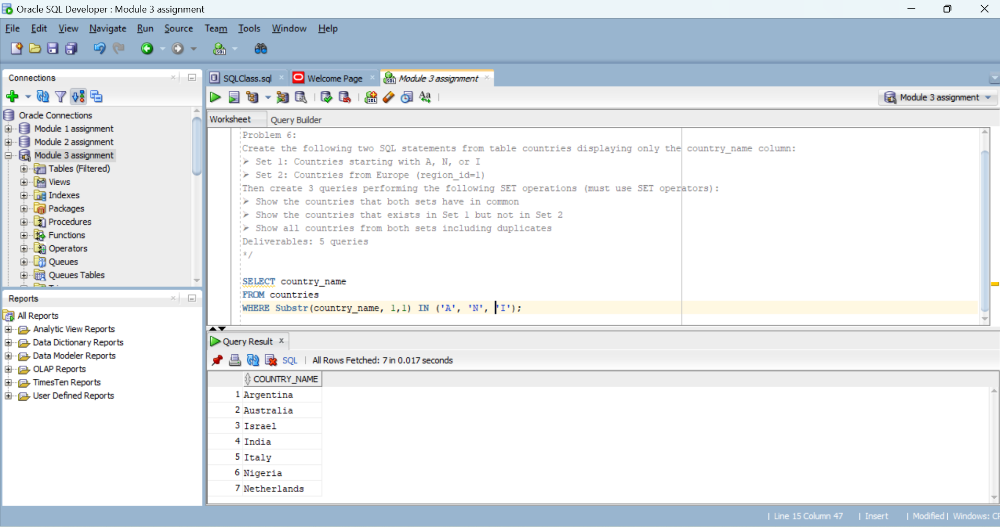 Oracle SQL Developer : Module 3 assignment
File Edit View Navigate Run Source Team Tools Window Help
Connections
Oracle Connections
Module 1 assignment
Module 2 assignment
Module 3 assignment
Tables (Filtered)
Views
Indexes
Packages
Procedures
Functions
Operators
Queues
Queues Tables
Reports
All Reports
Analytic View Reports
Data Dictionary Reports
Data Modeler Reports
OLAP Reports
TimesTen Reports
User Defined Reports
SQLClass.sql Welcome Page Module 3 assignment
Module 3 assignment
Worksheet Query Builder
Problem 6:
Create the following two SQL statements from table countries displaying only the country_name column:
➢ Set 1: Countries starting with A, N, or I
➢ Set 2: Countries from Europe (region_id=1)
Then create 3 queries performing the following SET operations (must use SET operators):
➢ Show the countries that both sets have in common
➢ Show the countries that exists in Set 1 but not in Set 2
➢ Show all countries from both sets including duplicates
Deliverables: 5 queries
*/
SELECT country_name
FROM countries
WHERE Substr(country_name, 1,1) IN ('A', 'N', 'I');
Query Result
SQL | All Rows Fetched: 7 in 0.017 seconds
COUNTRY_NAME
1 Argentina
2 Australia
3 Israel
4 India
5 Italy
6 Nigeria
7 Netherlands
| Line 15 Column 47 | Insert | Modified | Windows: CR